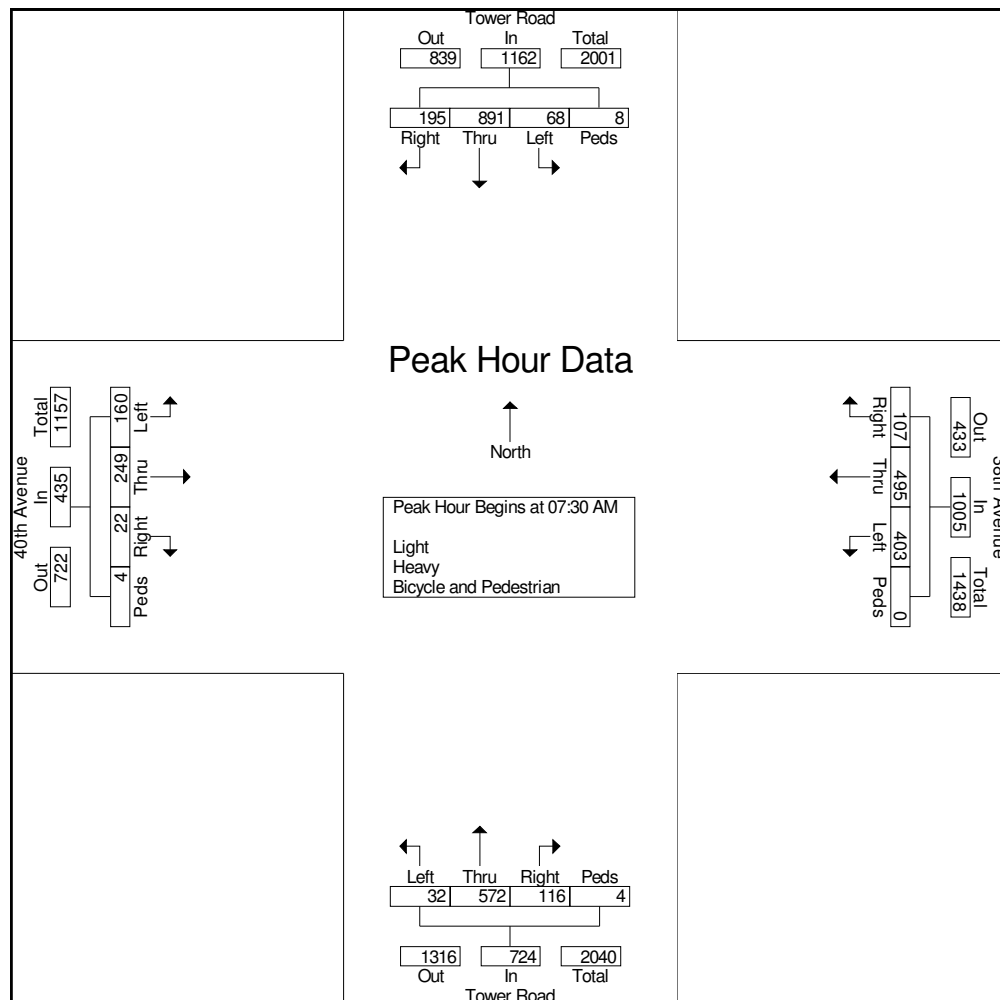 Tower Road
Out In Total
839 1162 2001
195 891 68 8
Right Thru Left Peds
Peak Hour Data
North
Peak Hour Begins at 07:30 AM
Light
Heavy
Bicycle and Pedestrian
40th Avenue
Out In Total
722 435 1157
4 22 249 160
Peds Right Thru Left
38th Avenue
Out In Total
433 1005 1438
107 495 403 0
Right Thru Left Peds
Left Thru Right Peds
32 572 116 4
1316 724 2040
Out In Total
Tower Road